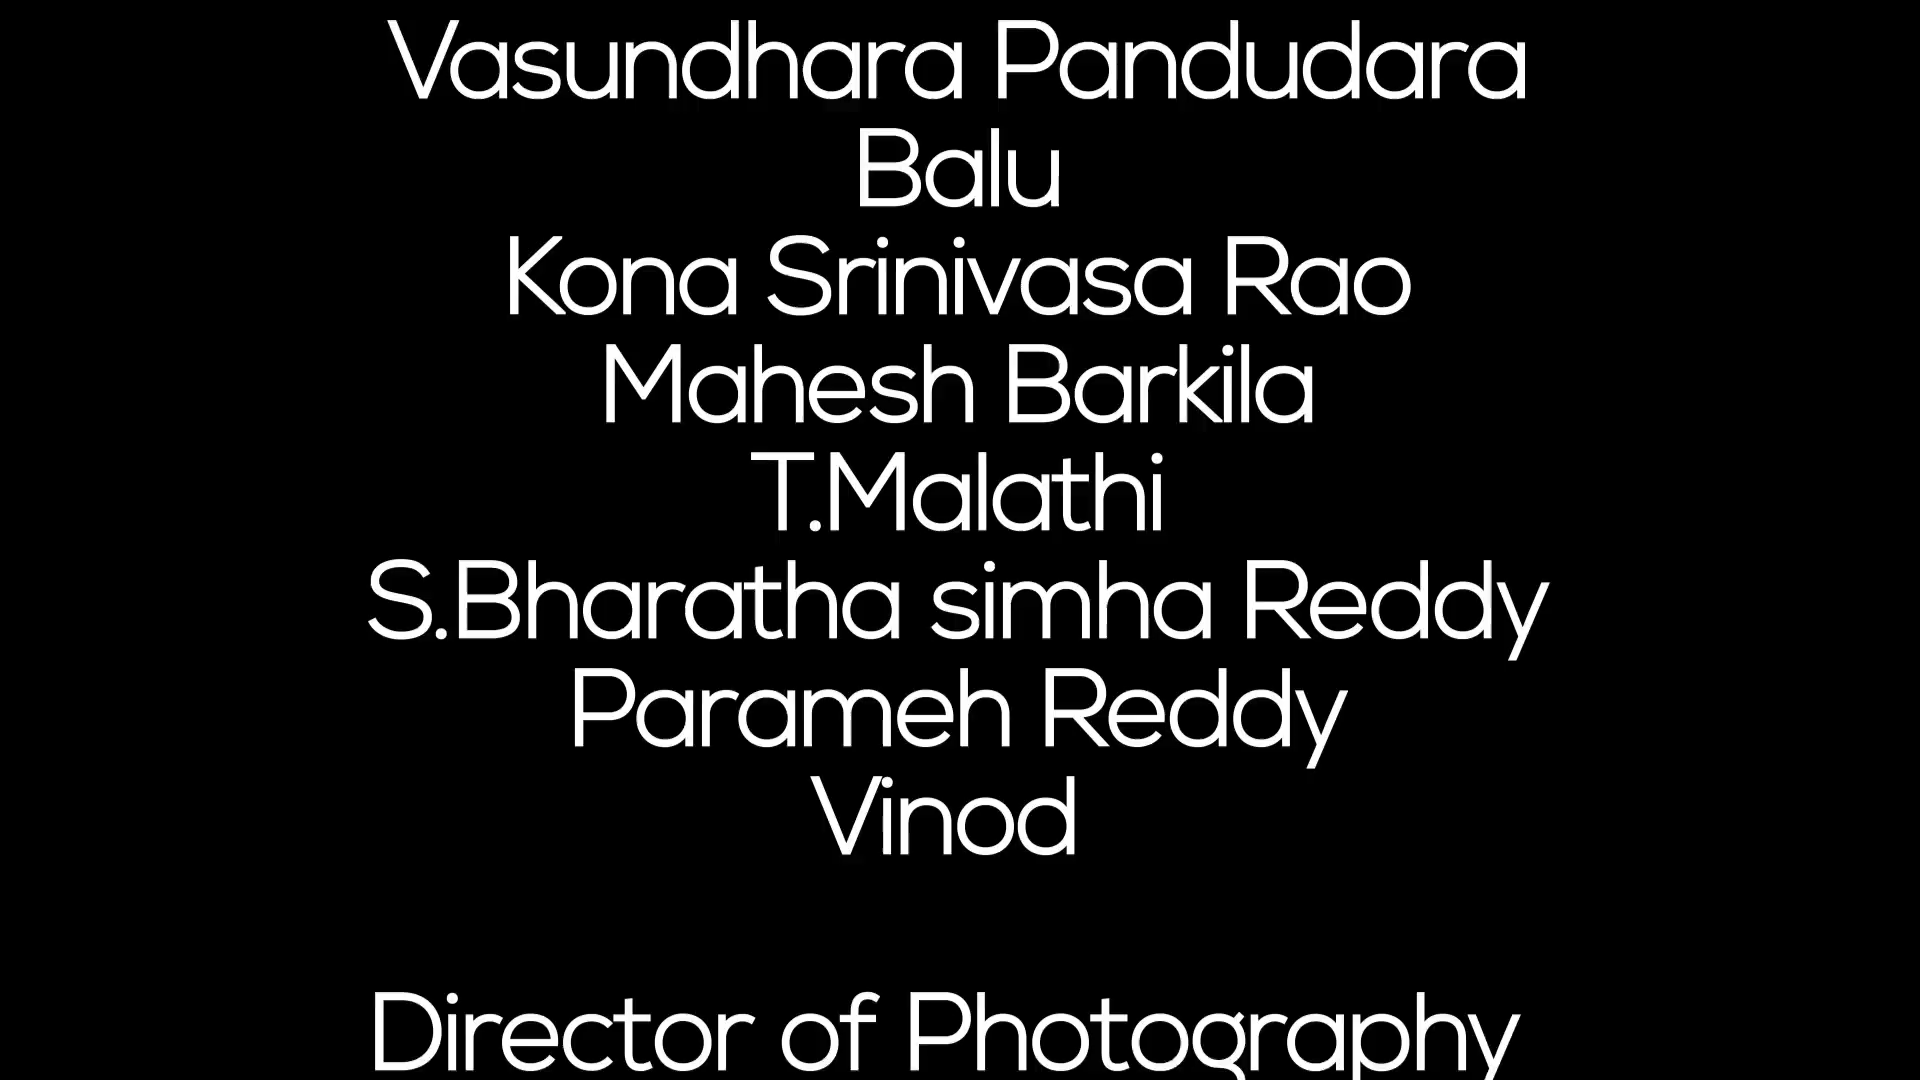 Vasundhara Pandudara
Balu
Kona Srinivasa Rao
Mahesh Barkila
T.Malathi
S.Bharatha simha Reddy
Parameh Reddy
Vinod
Director of Photography